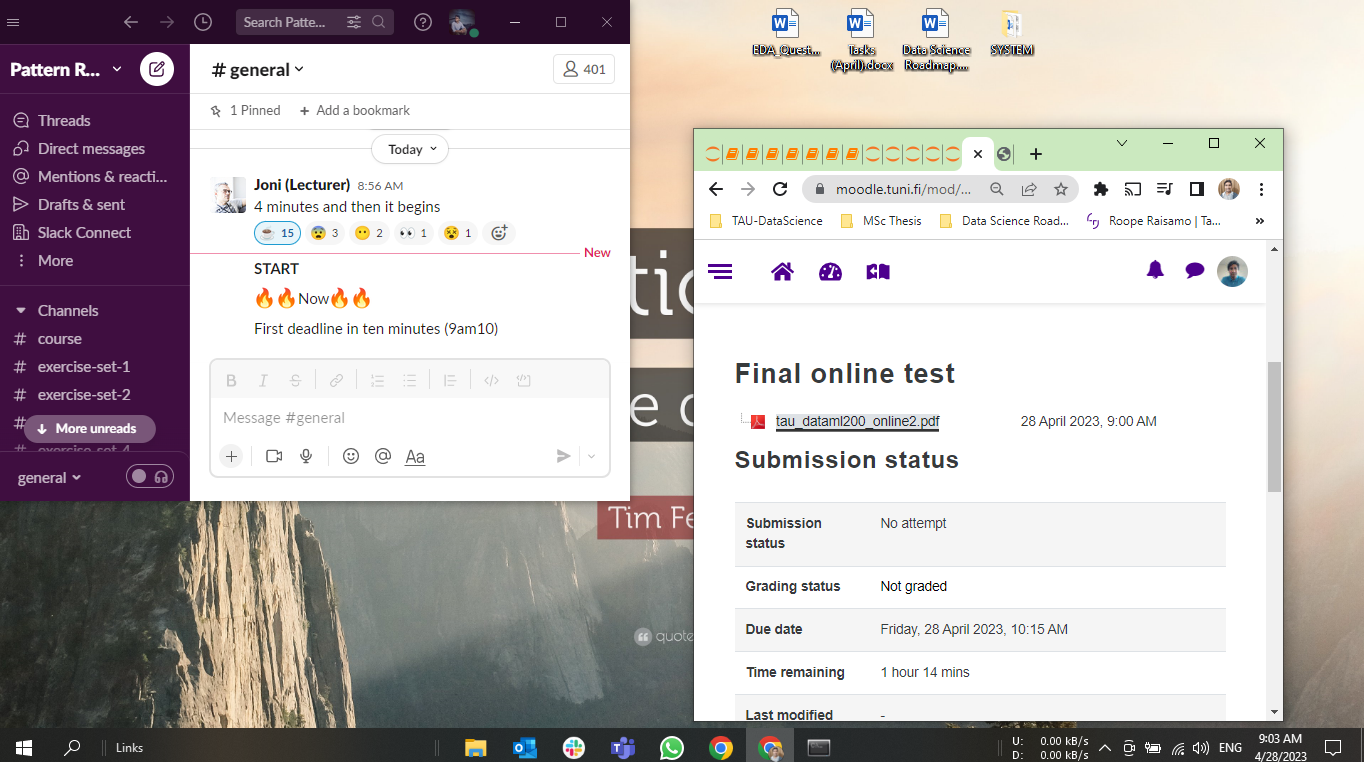 Search Patte...
Pattern R...
Threads
Direct messages
Mentions & reacti...
Drafts & sent
Slack Connect
More
Channels
# course
# exercise-set-1
# exercise-set-2
#
More unreads
# exercise-set-4
general
# general
401
1 Pinned
+ Add a bookmark
Today
Joni (Lecturer) 8:56 AM
4 minutes and then it begins
☕ 15 😨 3 😶 2 👀 1 😵 1
New
START
🔥🔥Now🔥🔥
First deadline in ten minutes (9am10)
B I S
Message #general
+ @ Aa
EDA_Quest...
Tasks
(April).docx
Data Science
Roadmap....
SYSTEM
tic
e c
Tim Fe
quote
moodle.tuni.fi/mod/...
TAU-DataScience
MSc Thesis
Data Science Road...
Roope Raisamo | Ta...
»
Final online test
tau_dataml200_online2.pdf 28 April 2023, 9:00 AM
Submission status
Submission No attempt
status
Grading status Not graded
Due date Friday, 28 April 2023, 10:15 AM
Time remaining 1 hour 14 mins
Last modified -
Links
U: 0.00 kB/s
D: 0.00 kB/s
ENG
9:03 AM
4/28/2023